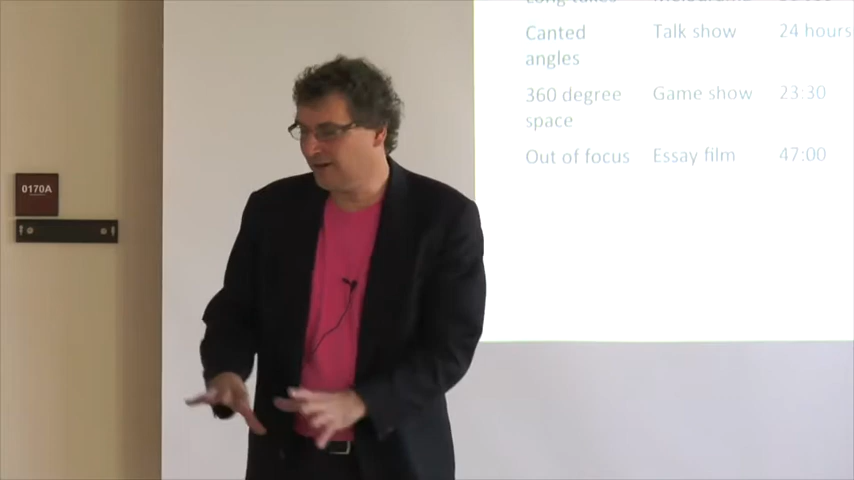 Canted Talk show 24 hours
angles
360 degree Game show 23:30
space
Out of focus Essay film 47:00
0170A